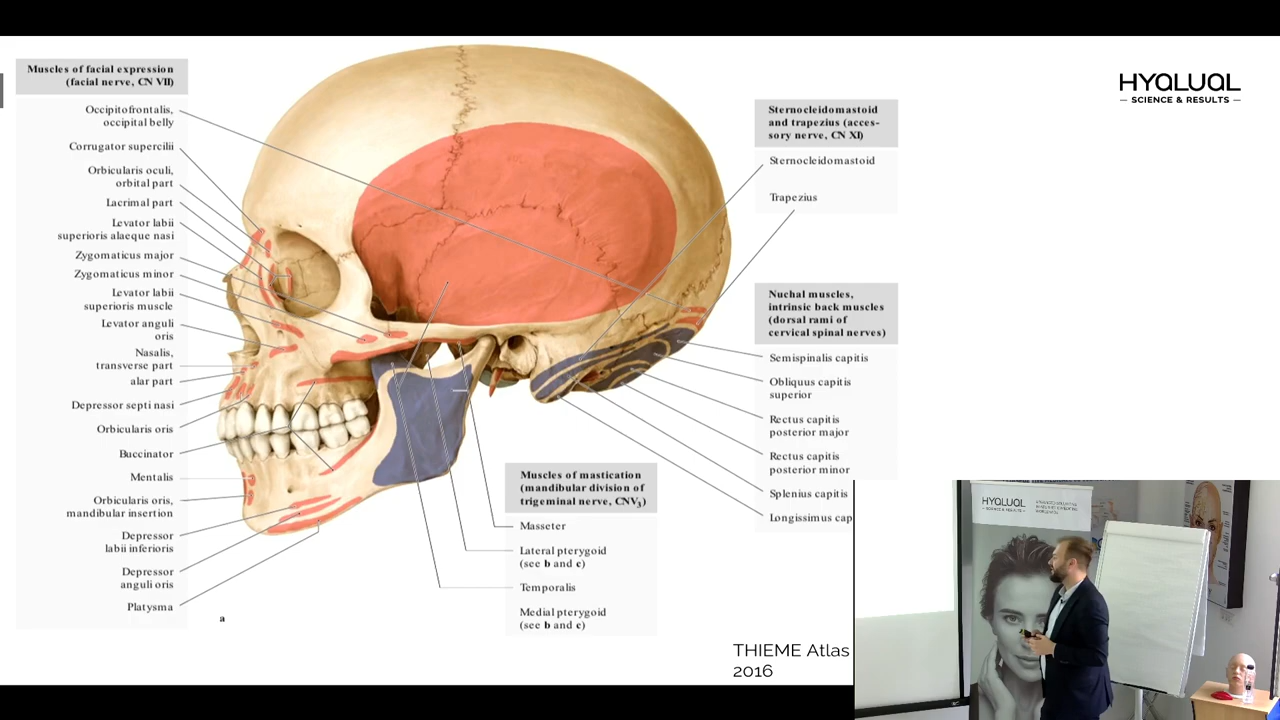 Muscles of facial expression
(facial nerve, CN VII)
Occipitofrontalis,
occipital belly
Corrugator supercilii
Orbicularis oculi,
orbital part
Lacrimal part
Levator labii
superioris alaeque nasi
Zygomaticus major
Zygomaticus minor
Levator labii
superioris muscle
Levator anguli
oris
Nasalis,
transverse part
alar part
Depressor septi nasi
Orbicularis oris
Buccinator
Mentalis
Orbicularis oris,
mandibular insertion
Depressor
labii inferioris
Depressor
anguli oris
Platysma
a
Muscles of mastication
(mandibular division of
trigeminal nerve, CNV3)
Masseter
Lateral pterygoid
(see b and c)
Temporalis
Medial pterygoid
(see b and c)
Sternocleidomastoid
and trapezius (acces-
sory nerve, CN XI)
Sternocleidomastoid
Trapezius
Nuchal muscles,
intrinsic back muscles
(dorsal rami of
cervical spinal nerves)
Semispinalis capitis
Obliquus capitis
superior
Rectus capitis
posterior major
Rectus capitis
posterior minor
Splenius capitis
Longissimus cap
THIEME Atlas
2016
HYALUAL
SCIENCE & RESULTS
HYALUAL
SCIENCE & RESULTS